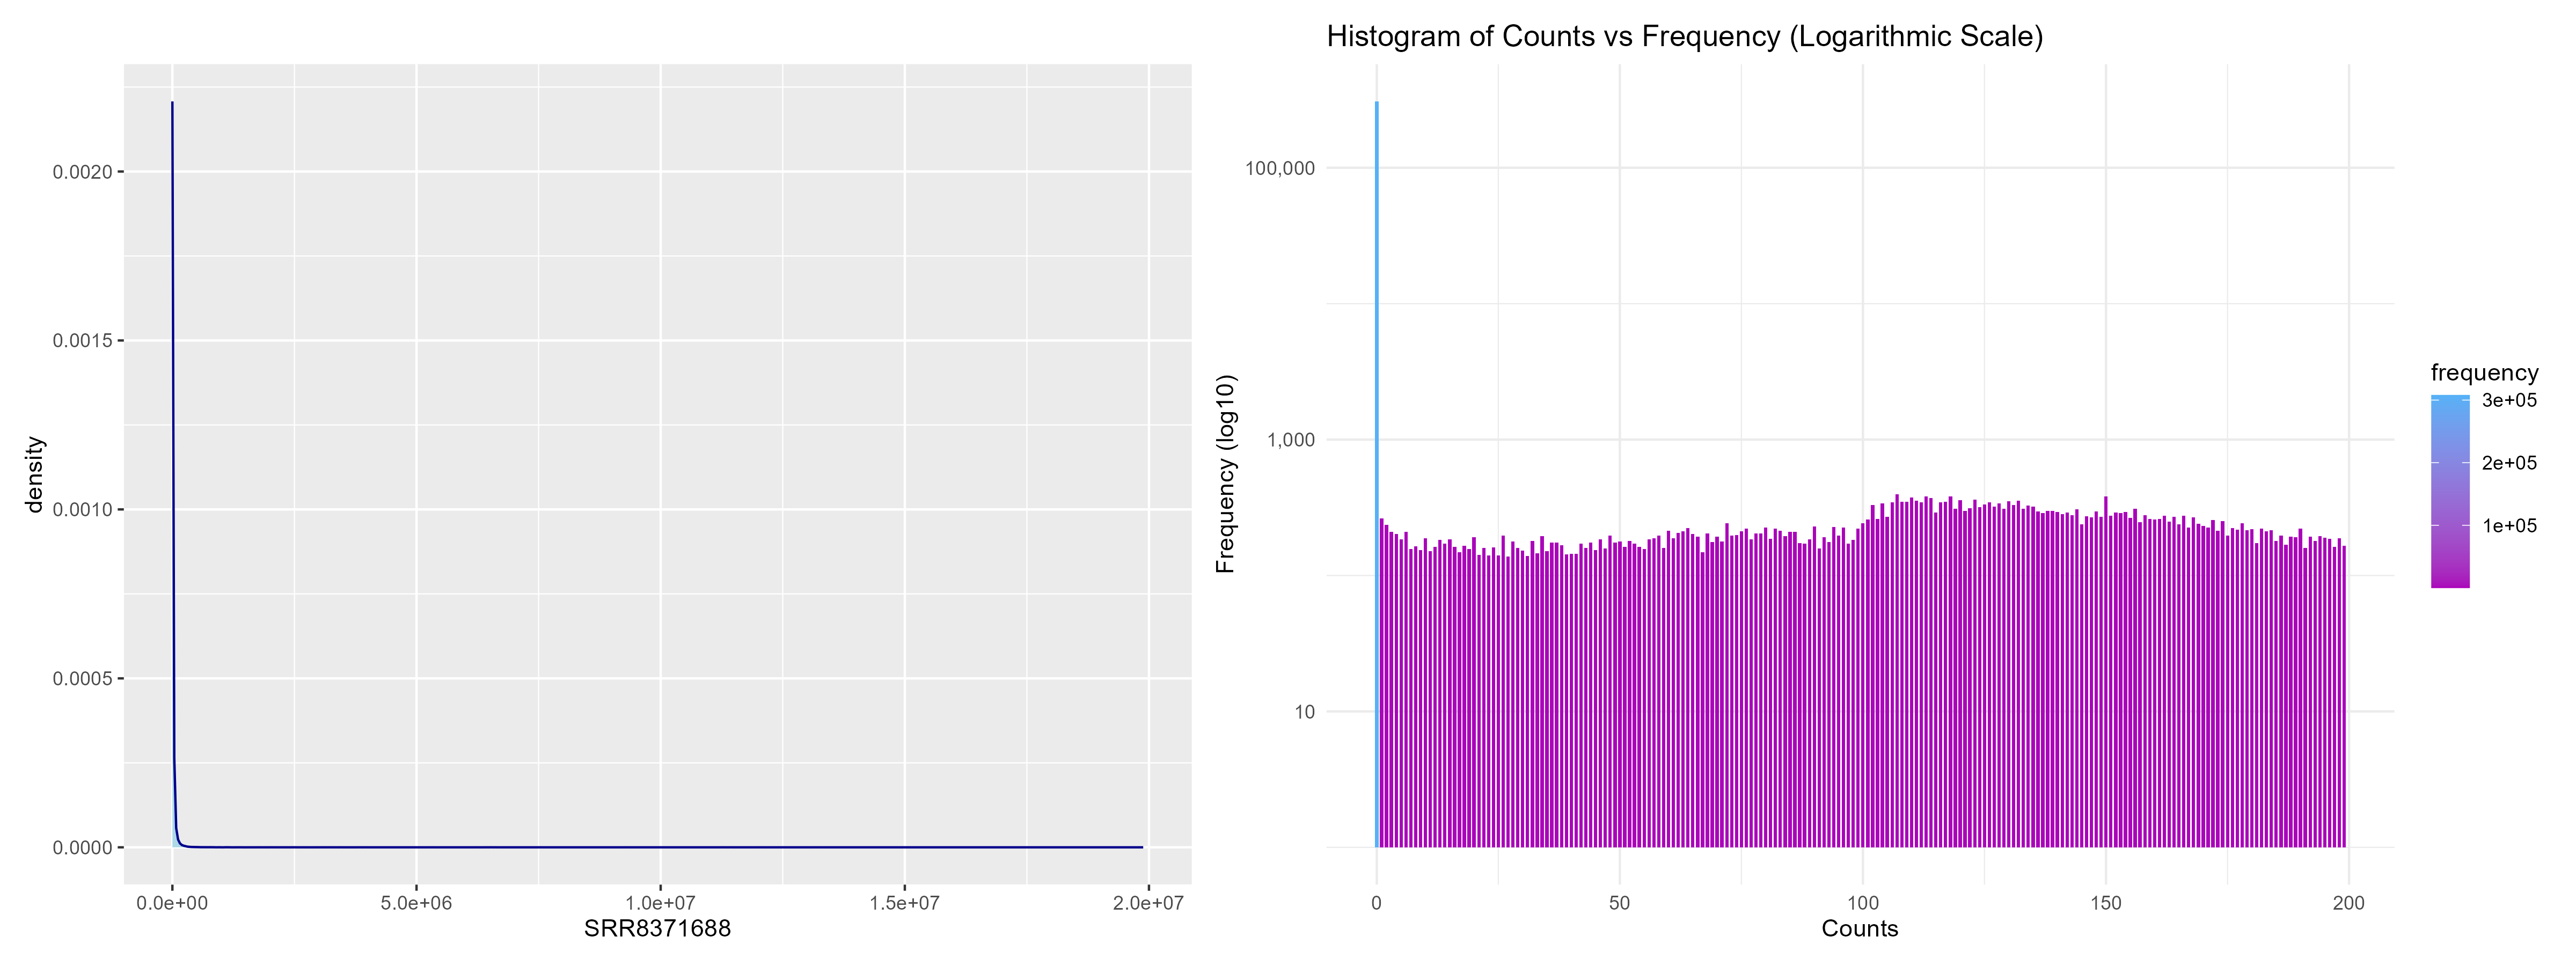 density
0.0020
0.0015
0.0010
0.0005
0.0000
0.0e+00 5.0e+06 1.0e+07 1.5e+07 2.0e+07
SRR8371688
Histogram of Counts vs Frequency (Logarithmic Scale)
Frequency (log10)
100,000
1,000
10
0 50 100 150 200
Counts
frequency
3e+05
2e+05
1e+05